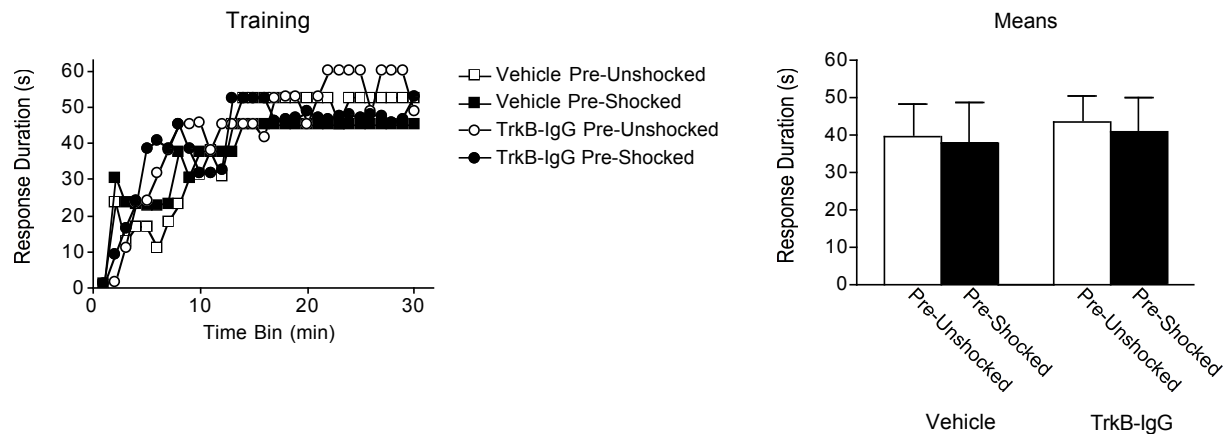 Training
Response Duration (s)
60
50
40
30
20
10
0
0
10
20
30
Time Bin (min)
Vehicle Pre-Unshocked
Vehicle Pre-Shocked
TrkB-IgG Pre-Unshocked
TrkB-IgG Pre-Shocked
Means
Response Duration (s)
60
50
40
30
20
10
0
Pre-Unshocked
Pre-Shocked
Pre-Unshocked
Pre-Shocked
Vehicle
TrkB-IgG